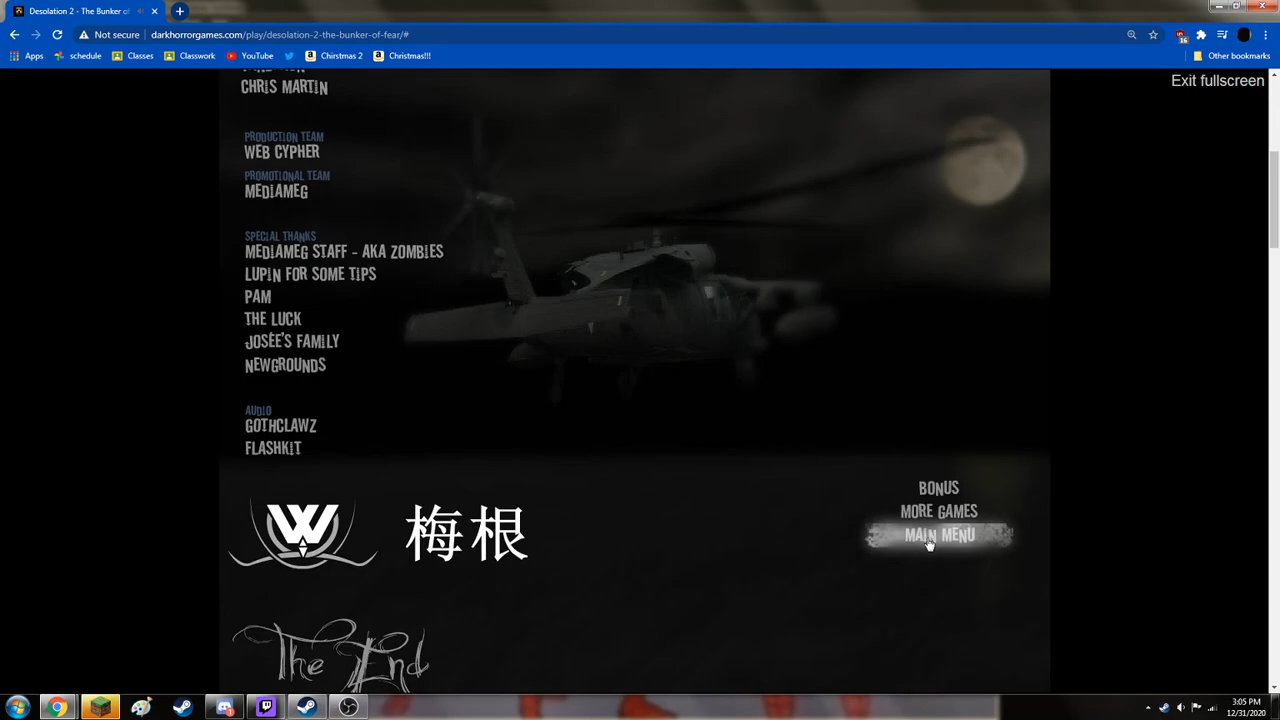 Desolation 2 - The Bunker of
Not secure
darkhorrorgames.com/play/desolation-2-the-bunker-of-fear/#
16
Apps
schedule
Classes
Classwork
YouTube
Christmas 2
Christmas!!!
Other bookmarks
Exit fullscreen
CHRIS MARTIN
PRODUCTION TEAM
WEB CYPHER
PROMOTIONAL TEAM
MEDIAMEG
SPECIAL THANKS
MEDIAMEG STAFF - AKA ZOMBIES
LUPIN FOR SOME TIPS
PAM
THE LUCK
JOSÉE'S FAMILY
NEWGROUNDS
AUDIO
GOTHCLAWZ
FLASHKIT
BONUS
MORE GAMES
MAIN MENU
W
梅根
The End
3:05 PM
12/31/2020